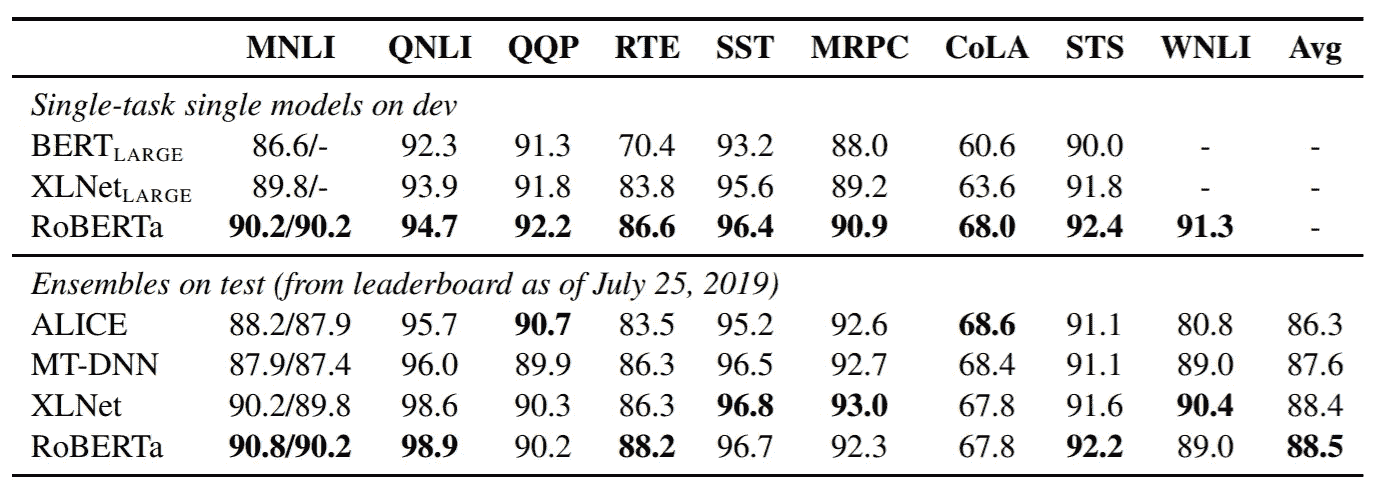 MNLI QNLI QQP RTE SST MRPC CoLA STS WNLI Avg
Single-task single models on dev
BERTLARGE 86.6/- 92.3 91.3 70.4 93.2 88.0 60.6 90.0 - -
XLNetLARGE 89.8/- 93.9 91.8 83.8 95.6 89.2 63.6 91.8 - -
RoBERTa 90.2/90.2 94.7 92.2 86.6 96.4 90.9 68.0 92.4 91.3 -
Ensembles on test (from leaderboard as of July 25, 2019)
ALICE 88.2/87.9 95.7 90.7 83.5 95.2 92.6 68.6 91.1 80.8 86.3
MT-DNN 87.9/87.4 96.0 89.9 86.3 96.5 92.7 68.4 91.1 89.0 87.6
XLNet 90.2/89.8 98.6 90.3 86.3 96.8 93.0 67.8 91.6 90.4 88.4
RoBERTa 90.8/90.2 98.9 90.2 88.2 96.7 92.3 67.8 92.2 89.0 88.5